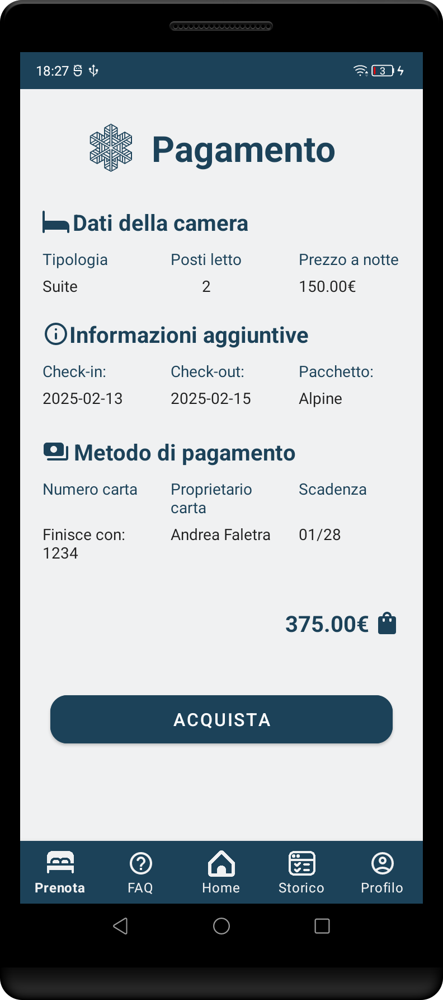 18:27
3
Pagamento
Dati della camera
Tipologia Posti letto Prezzo a notte
Suite 2 150.00€
Informazioni aggiuntive
Check-in: Check-out: Pacchetto:
2025-02-13 2025-02-15 Alpine
Metodo di pagamento
Numero carta Proprietario carta Scadenza
Finisce con: 1234 Andrea Faletra 01/28
375.00€
ACQUISTA
Prenota FAQ Home Storico Profilo